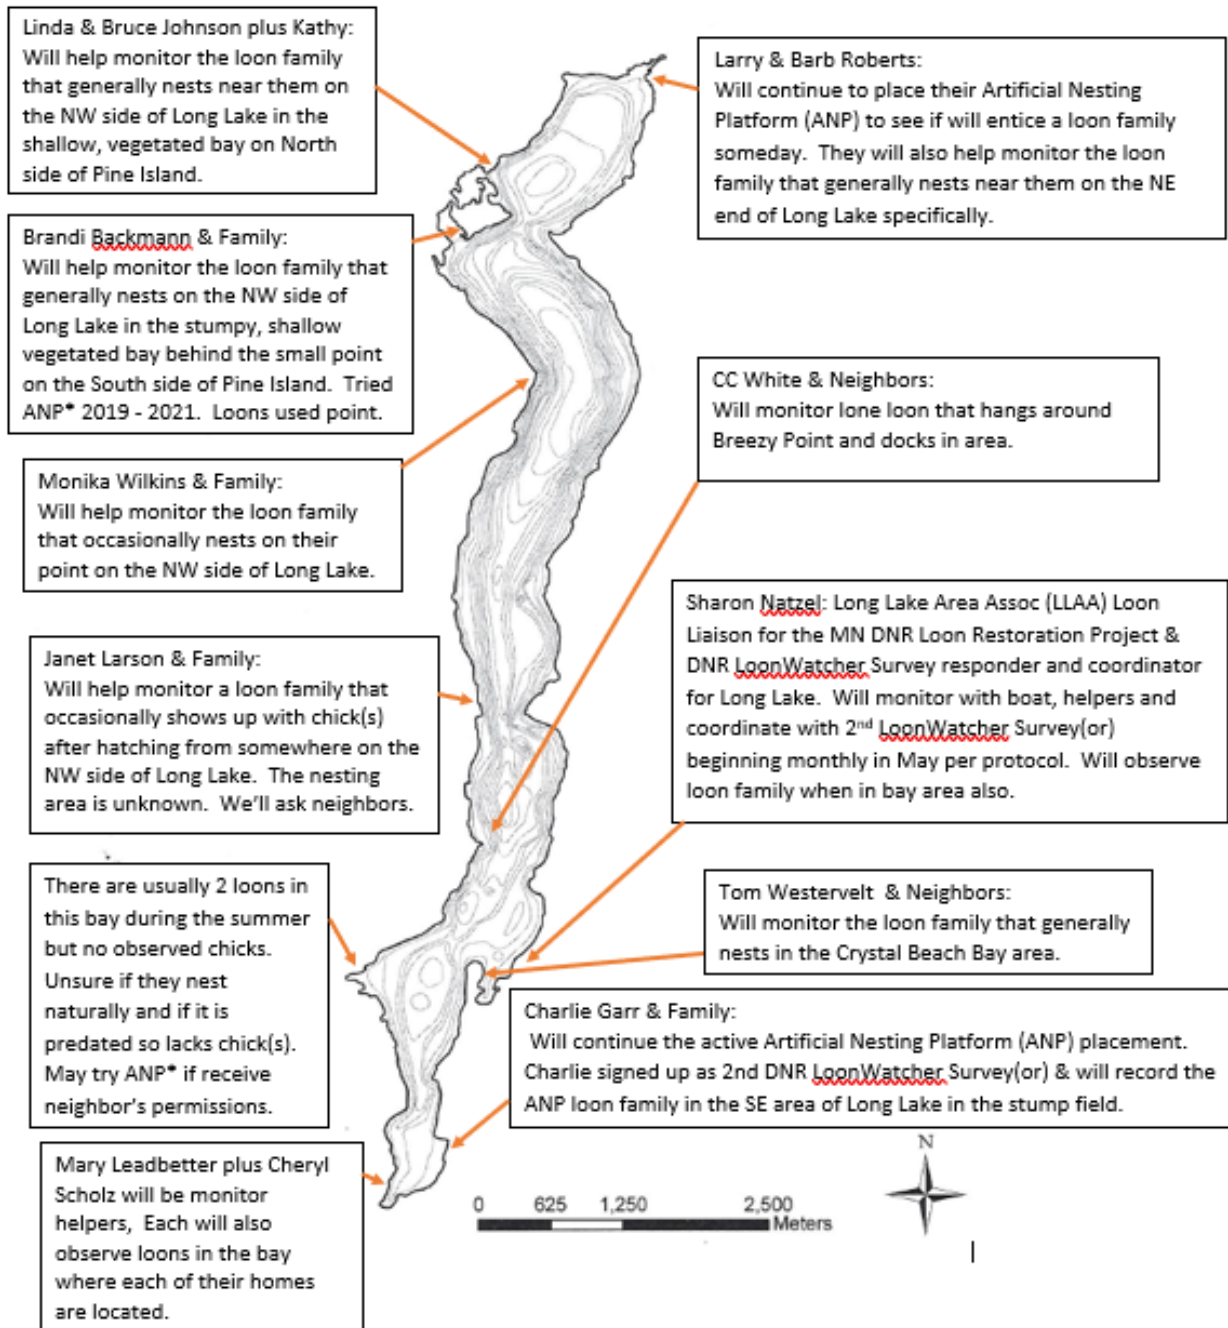 Linda & Bruce Johnson plus Kathy:
Will help monitor the loon family
that generally nests near them on
the NW side of Long Lake in the
shallow, vegetated bay on North
side of Pine Island.
Larry & Barb Roberts:
Will continue to place their Artificial Nesting
Platform (ANP) to see if will entice a loon family
someday. They will also help monitor the loon
family that generally nests near them on the NE
end of Long Lake specifically.
Brandi Backmann & Family:
Will help monitor the loon family that
generally nests on the NW side of
Long Lake in the stumpy, shallow
vegetated bay behind the small point
on the South side of Pine Island. Tried
ANP* 2019 - 2021. Loons used point.
CC White & Neighbors:
Will monitor lone loon that hangs around
Breezy Point and docks in area.
Monika Wilkins & Family:
Will help monitor the loon family
that occasionally nests on their
point on the NW side of Long Lake.
Sharon Natzel: Long Lake Area Assoc (LLAA) Loon
Liaison for the MN DNR Loon Restoration Project &
DNR LoonWatcher Survey responder and coordinator
for Long Lake. Will monitor with boat, helpers and
coordinate with 2nd LoonWatcher Survey(or)
beginning monthly in May per protocol. Will observe
loon family when in bay area also.
Janet Larson & Family:
Will help monitor a loon family that
occasionally shows up with chick(s)
after hatching from somewhere on the
NW side of Long Lake. The nesting
area is unknown. We'll ask neighbors.
There are usually 2 loons in
this bay during the summer
but no observed chicks.
Unsure if they nest
naturally and if it is
predated so lacks chick(s).
May try ANP* if receive
neighbor's permissions.
Tom Westervelt & Neighbors:
Will monitor the loon family that generally
nests in the Crystal Beach Bay area.
Charlie Garr & Family:
Will continue the active Artificial Nesting Platform (ANP) placement.
Charlie signed up as 2nd DNR LoonWatcher Survey(or) & will record the
ANP loon family in the SE area of Long Lake in the stump field.
Mary Leadbetter plus Cheryl
Scholz will be monitor
helpers, Each will also
observe loons in the bay
where each of their homes
are located.
N
0 625 1,250 2,500
Meters